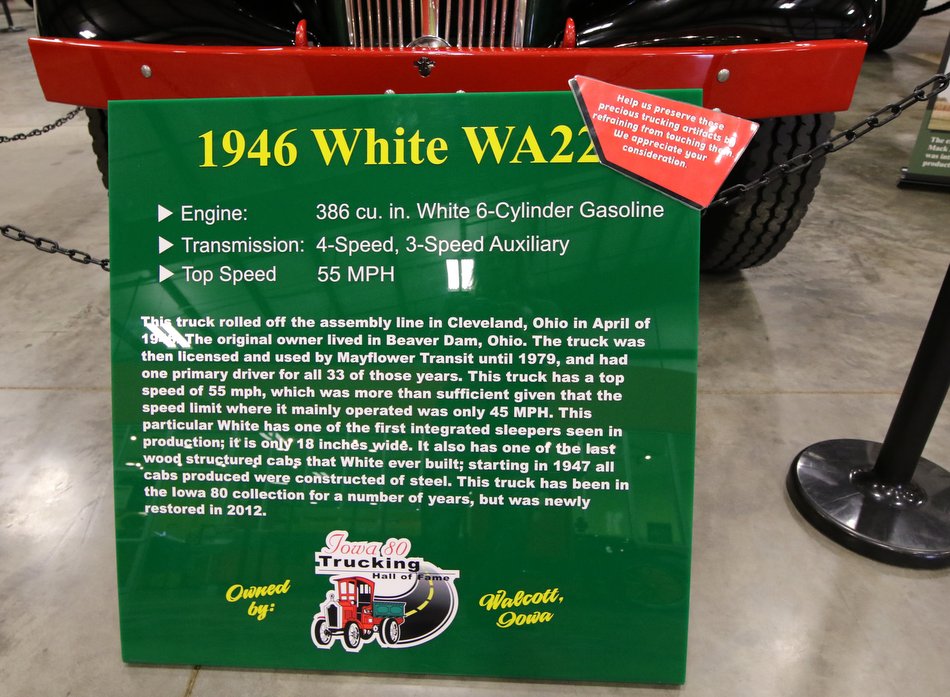 1946 White WA22
Help us preserve these
precious trucking artifacts by
refraining from touching them.
We appreciate your
consideration.
▶ Engine: 386 cu. in. White 6-Cylinder Gasoline
▶ Transmission: 4-Speed, 3-Speed Auxiliary
▶ Top Speed 55 MPH
This truck rolled off the assembly line in Cleveland, Ohio in April of
The original owner lived in Beaver Dam, Ohio. The truck was
then licensed and used by Mayflower Transit until 1979, and had
one primary driver for all 33 of those years. This truck has a top
speed of 55 mph, which was more than sufficient given that the
speed limit where it mainly operated was only 45 MPH. This
particular White has one of the first integrated sleepers seen in
production; it is only 18 inches wide. It also has one of the last
wood structured cabs that White ever built; starting in 1947 all
cabs produced were constructed of steel. This truck has been in
the Iowa 80 collection for a number of years, but was newly
restored in 2012.
Iowa 80
Trucking
Hall of Fame
Owned
by:
Walcott,
Iowa
The
Mack
was
produc